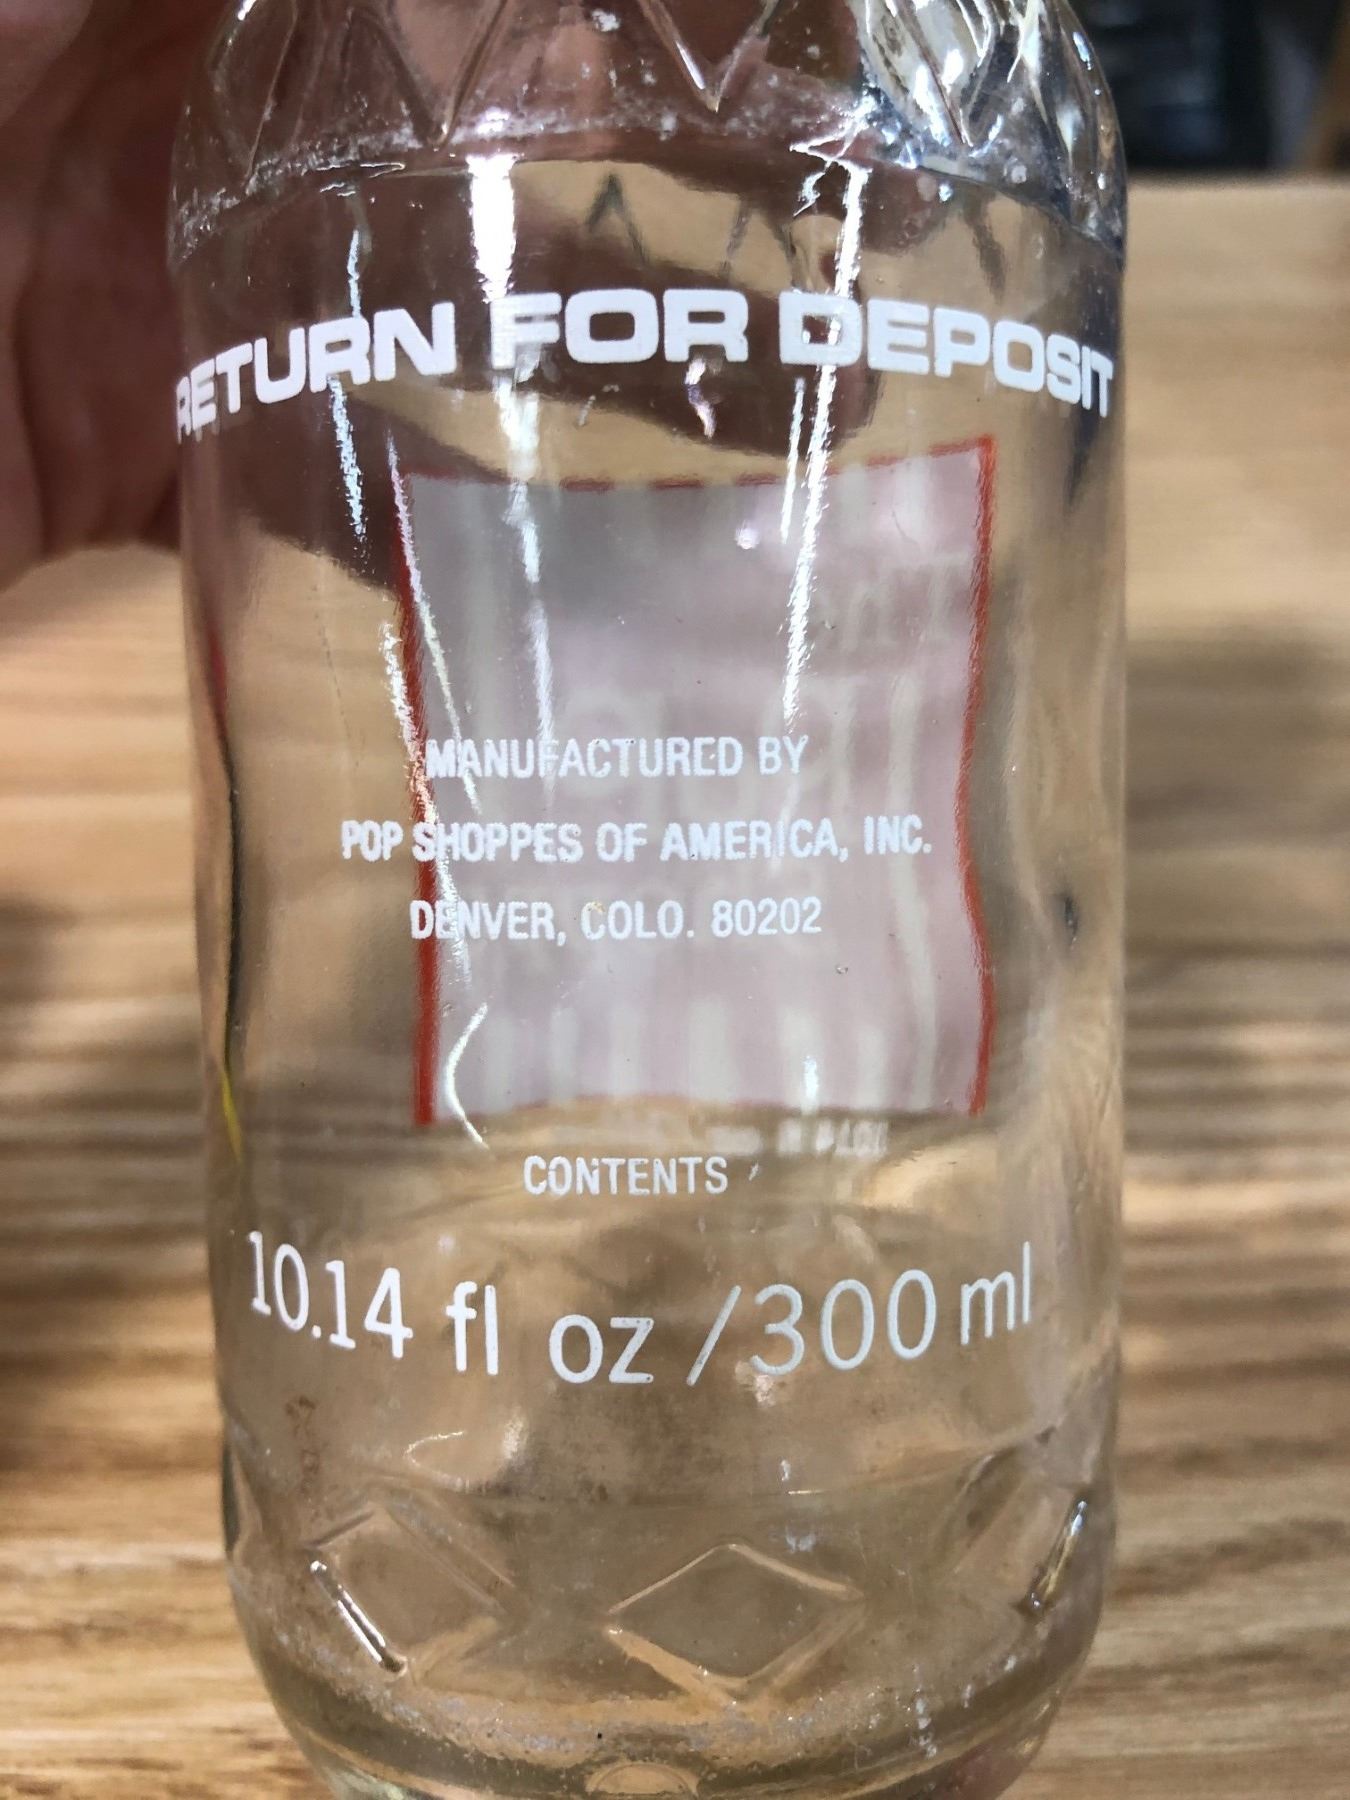 RETURN FOR DEPOSIT
MANUFACTURED BY
POP SHOPPES OF AMERICA, INC.
DENVER, COLO. 80202
CONTENTS
10.14 fl oz / 300 ml